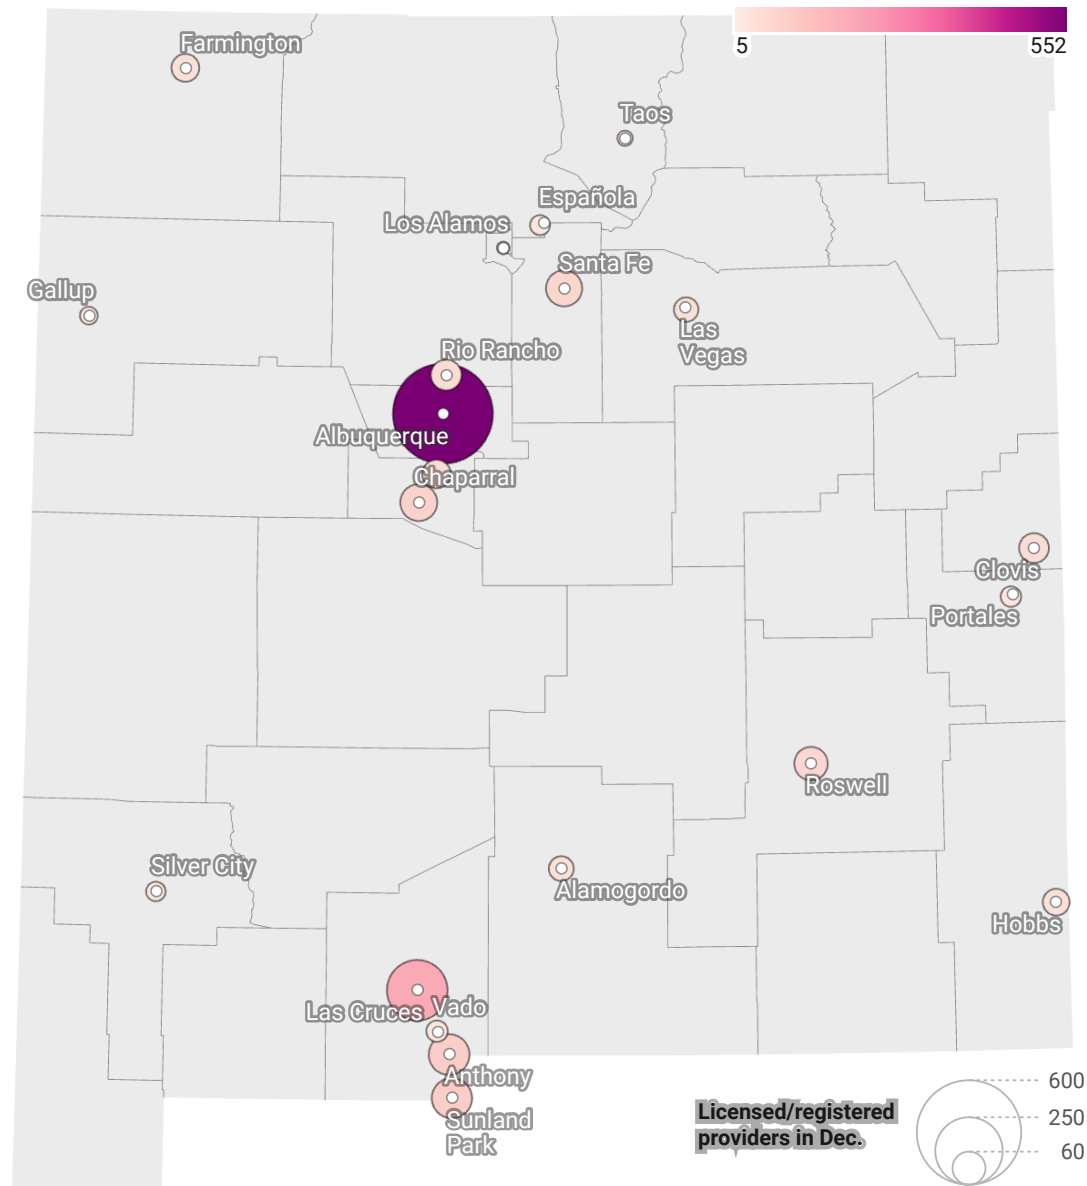 5
552
Farmington
Taos
Española
Los Alamos
Santa Fe
Gallup
Las
Vegas
Rio Rancho
Albuquerque
Chaparral
Clovis
Portales
Roswell
Silver City
Alamogordo
Hobbs
Las Cruces
Vado
Anthony
Sunland
Park
Licensed/registered
providers in Dec.
600
250
60